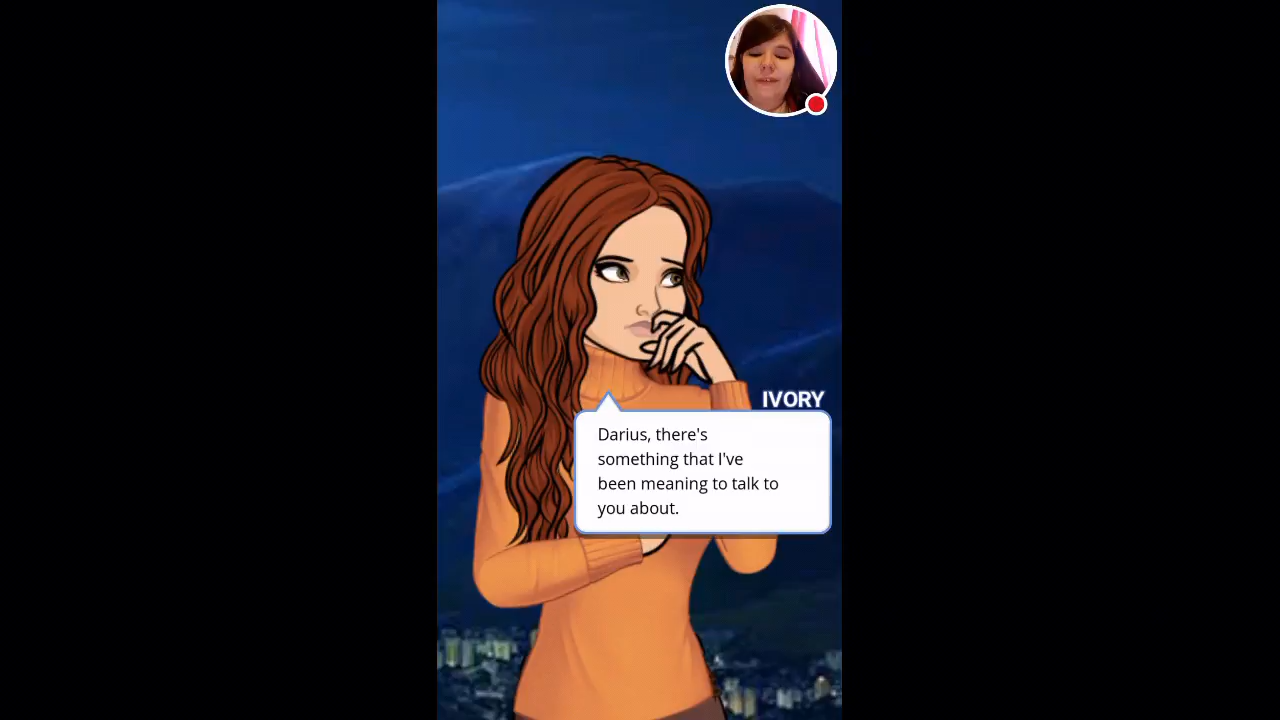 IVORY
Darius, there's
something that I've
been meaning to talk to
you about.